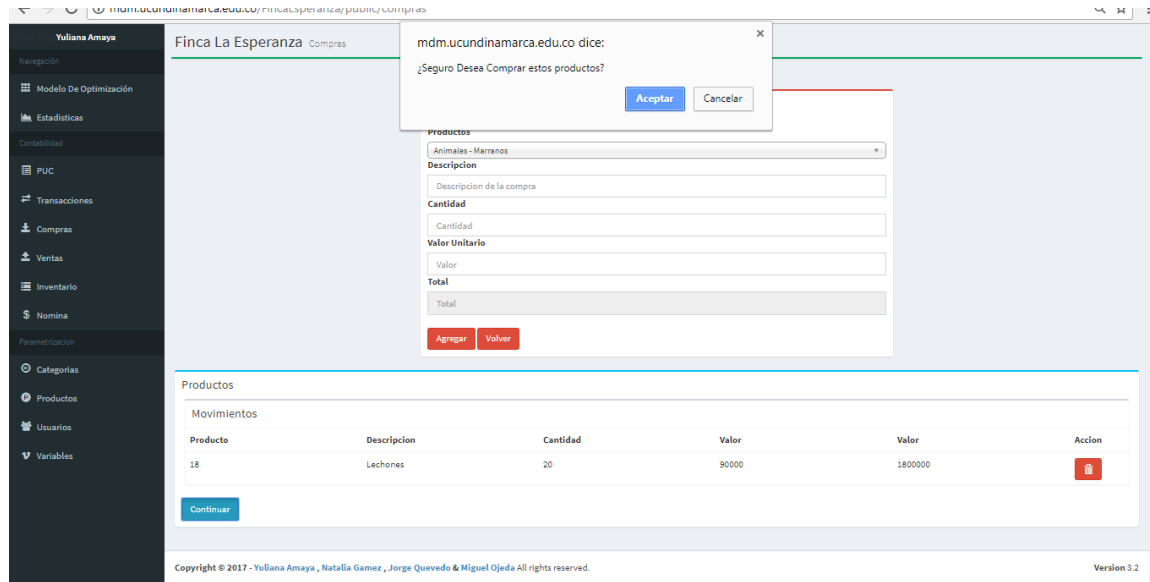 mdm.ucundinamarca.edu.co/FincaEsperanza/public/compras
Yuliana Amaya
Finca La Esperanza Compras
mdm.ucundinamarca.edu.co dice:
¿Seguro Desea Comprar estos productos?
Aceptar Cancelar
Navegación
Modelo De Optimización
Estadisticas
Contabilidad
PUC
Transacciones
Compras
Ventas
Inventario
Nomina
Parametrizacion
Categorias
Productos
Usuarios
Variables
Productos
Animales - Marranos
Descripcion
Descripcion de la compra
Cantidad
Cantidad
Valor Unitario
Valor
Total
Total
Agregar Volver
Productos
Movimientos
Producto Descripcion Cantidad Valor Valor Accion
18 Lechones 20 90000 1800000
Continuar
Copyright © 2017 - Yuliana Amaya , Natalia Gamez , Jorge Quevedo & Miguel Ojeda All rights reserved. Version 3.2